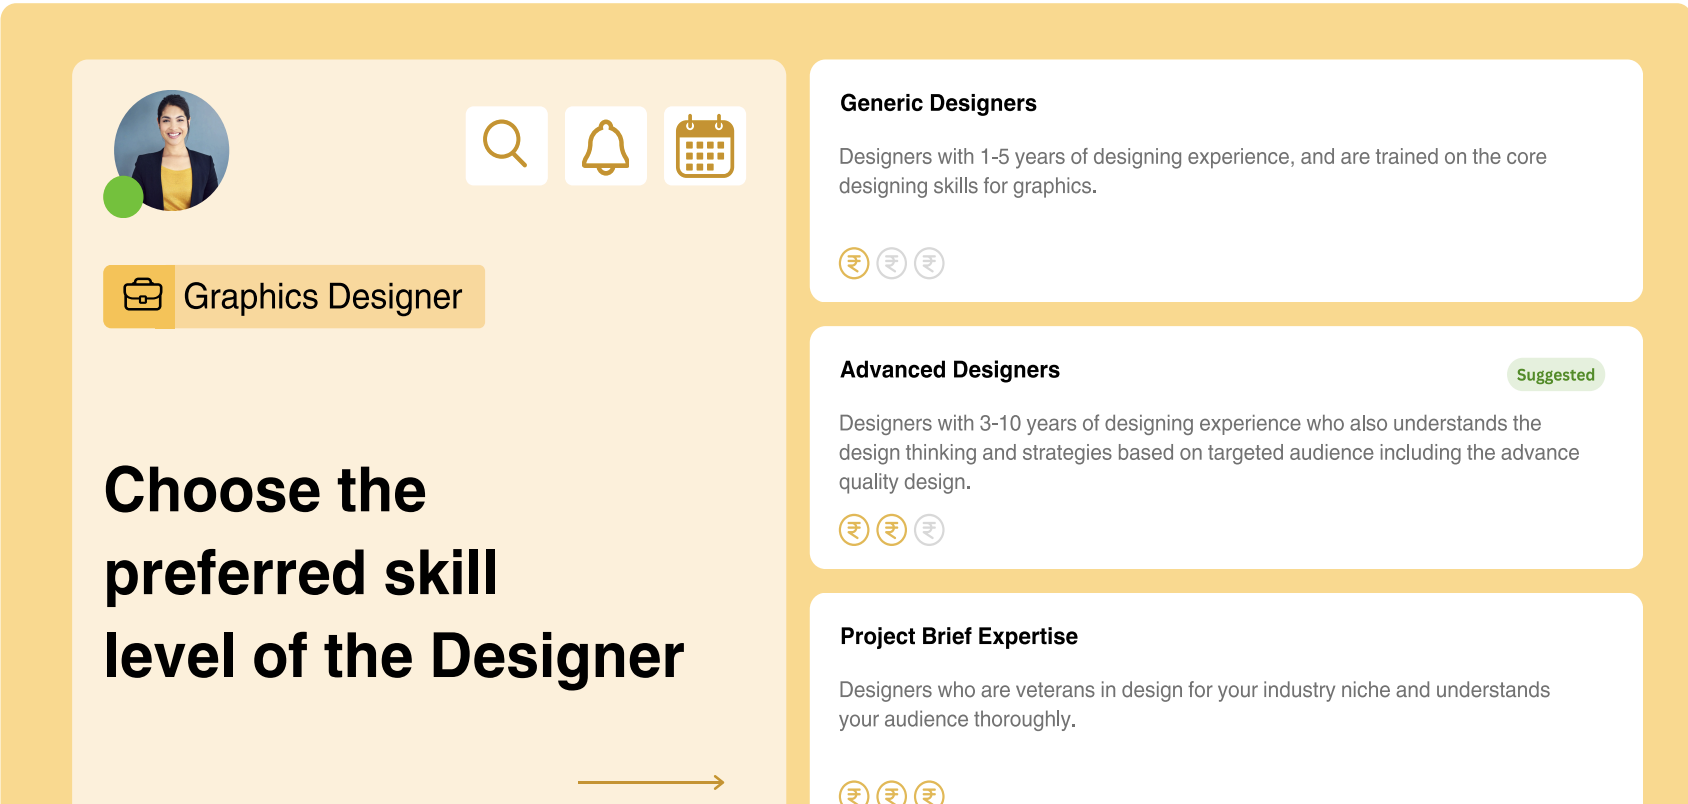 Graphics Designer
Choose the
preferred skill
level of the Designer
Generic Designers
Designers with 1-5 years of designing experience, and are trained on the core
designing skills for graphics.
₹ ₹ ₹
Advanced Designers
Suggested
Designers with 3-10 years of designing experience who also understands the
design thinking and strategies based on targeted audience including the advance
quality design.
₹ ₹ ₹
Project Brief Expertise
Designers who are veterans in design for your industry niche and understands
your audience thoroughly.
₹ ₹ ₹